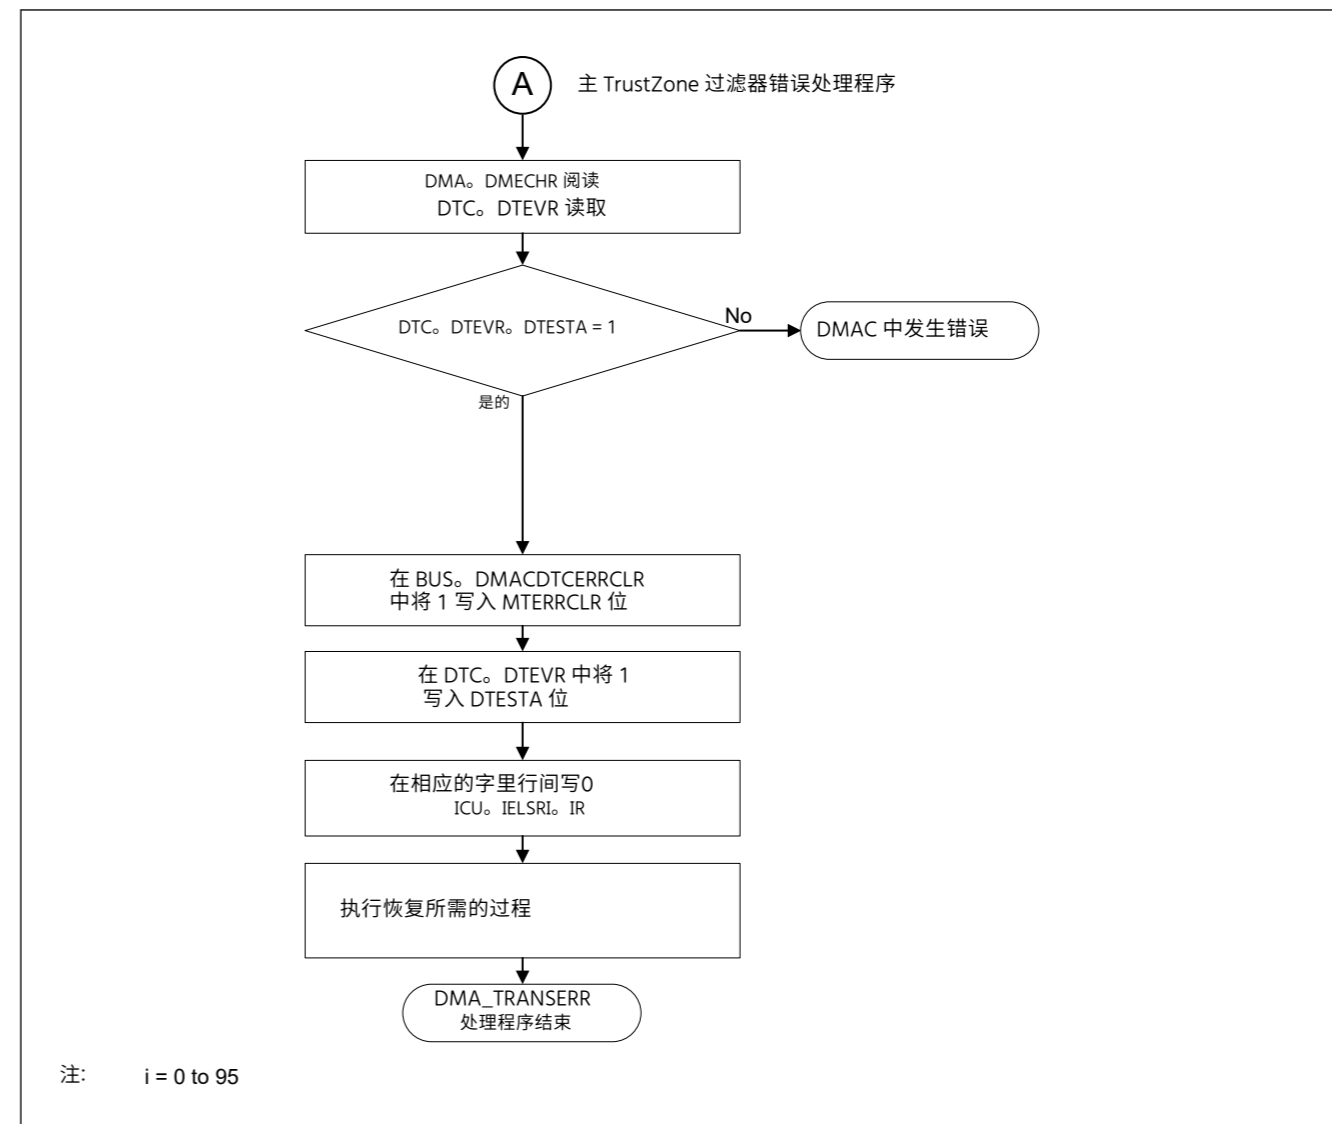 A
主 TrustZone 过滤器错误处理程序
DMA。DMECHR 阅读
DTC。DTEVR 读取
DTC。DTEVR。DTESTA = 1
No
DMAC 中发生错误
是的
在 BUS。DMACDTCERRCLR
中将 1 写入 MTERRCLR 位
在 DTC。DTEVR 中将 1
写入 DTESTA 位
在相应的字里行间写0
ICU。IELSRI。IR
执行恢复所需的过程
DMA_TRANSERR
处理程序结束
注: i = 0 to 95